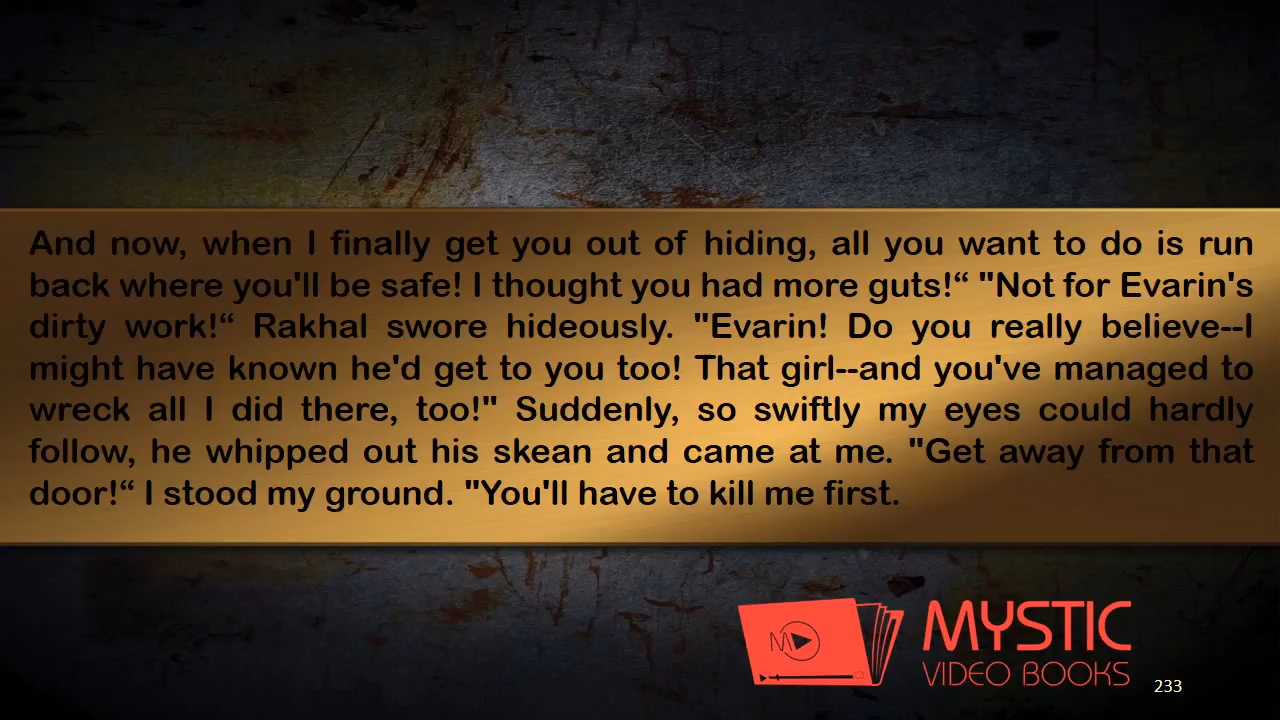 And now, when I finally get you out of hiding, all you want to do is run
back where you'll be safe! I thought you had more guts!“ "Not for Evarin's
dirty work!“ Rakhal swore hideously. "Evarin! Do you really believe--I
might have known he'd get to you too! That girl--and you've managed to
wreck all I did there, too!" Suddenly, so swiftly my eyes could hardly
follow, he whipped out his skean and came at me. "Get away from that
door!“ I stood my ground. "You'll have to kill me first.
MYSTIC
VIDEO BOOKS
233